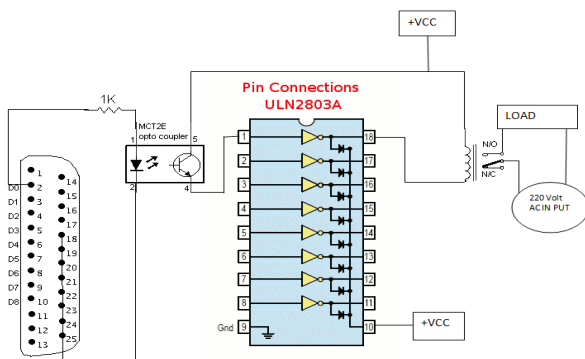 +VCC
Pin Connections
ULN2803A
1K
MCT2E
opto coupler
1
5
2
4
1
2
3
4
5
6
7
8
Gnd
9
18
17
16
15
14
13
12
11
10
+VCC
LOAD
N/O
N/C
220 Volt
AC IN PUT
D0
D1
D2
D3
D4
D5
D6
D7
D8
1
2
3
4
5
6
7
8
9
10
11
12
13
14
15
16
17
18
19
20
21
22
23
24
25